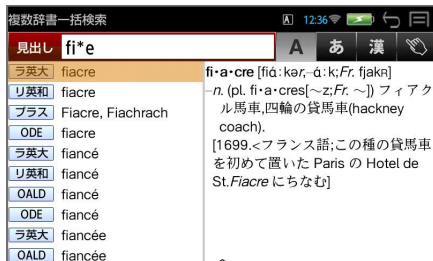 複数辞書一括検索
A 12:36
見出し fi*e
A あ 漢
ラ英大 fiacre
リ英和 fiacre
プラス Fiacre, Fiachrach
ODE fiacre
ラ英大 fiancé
リ英和 fiancé
OALD fiancé
ODE fiancé
ラ英大 fiancée
OALD fiancée
fi・a・cre [fiáːkər,-áːk;Fr. fjakR]
–n. (pl. fi・a・cres[~z;Fr. ~]) フィアク
ル馬車,四輪の貸馬車(hackney
coach).
[1699.<フランス語;この種の貸馬車
を初めて置いた Paris の Hotel de
St.Fiacre にちなむ]